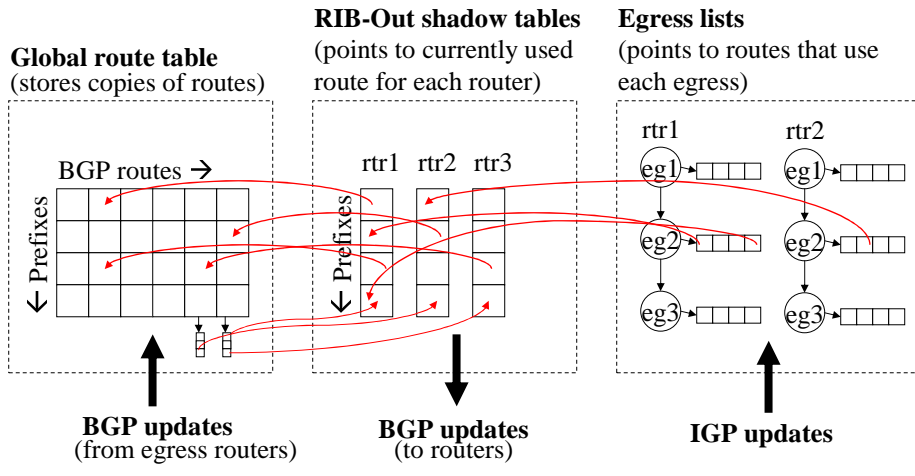 Global route table
(stores copies of routes)
RIB-Out shadow tables
(points to currently used
route for each router)
Egress lists
(points to routes that use
each egress)
BGP routes →
← Prefixes
rtr1 rtr2 rtr3
← Prefixes
rtr1 rtr2
eg1 eg1
eg2 eg2
eg3 eg3
BGP updates
(from egress routers)
BGP updates
(to routers)
IGP updates